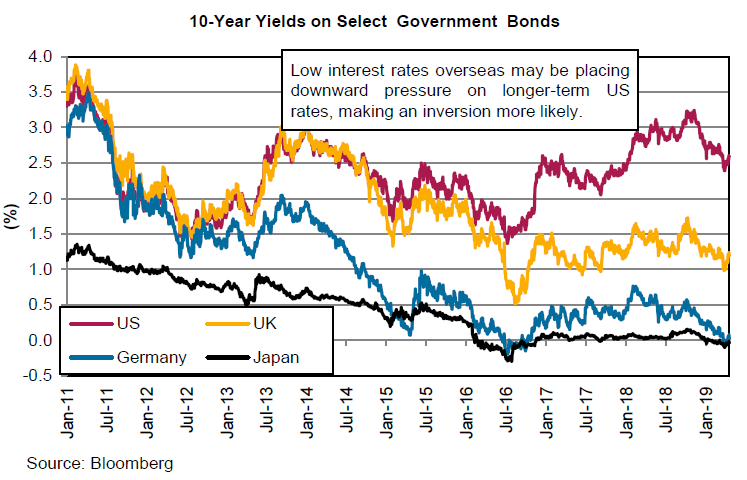 10-Year Yields on Select Government Bonds
Low interest rates overseas may be placing
downward pressure on longer-term US
rates, making an inversion more likely.
(%)
4.0
3.5
3.0
2.5
2.0
1.5
1.0
0.5
0.0
-0.5
US
UK
Germany
Japan
Jan-11
Jul-11
Jan-12
Jul-12
Jan-13
Jul-13
Jan-14
Jul-14
Jan-15
Jul-15
Jan-16
Jul-16
Jan-17
Jul-17
Jan-18
Jul-18
Jan-19
Source: Bloomberg